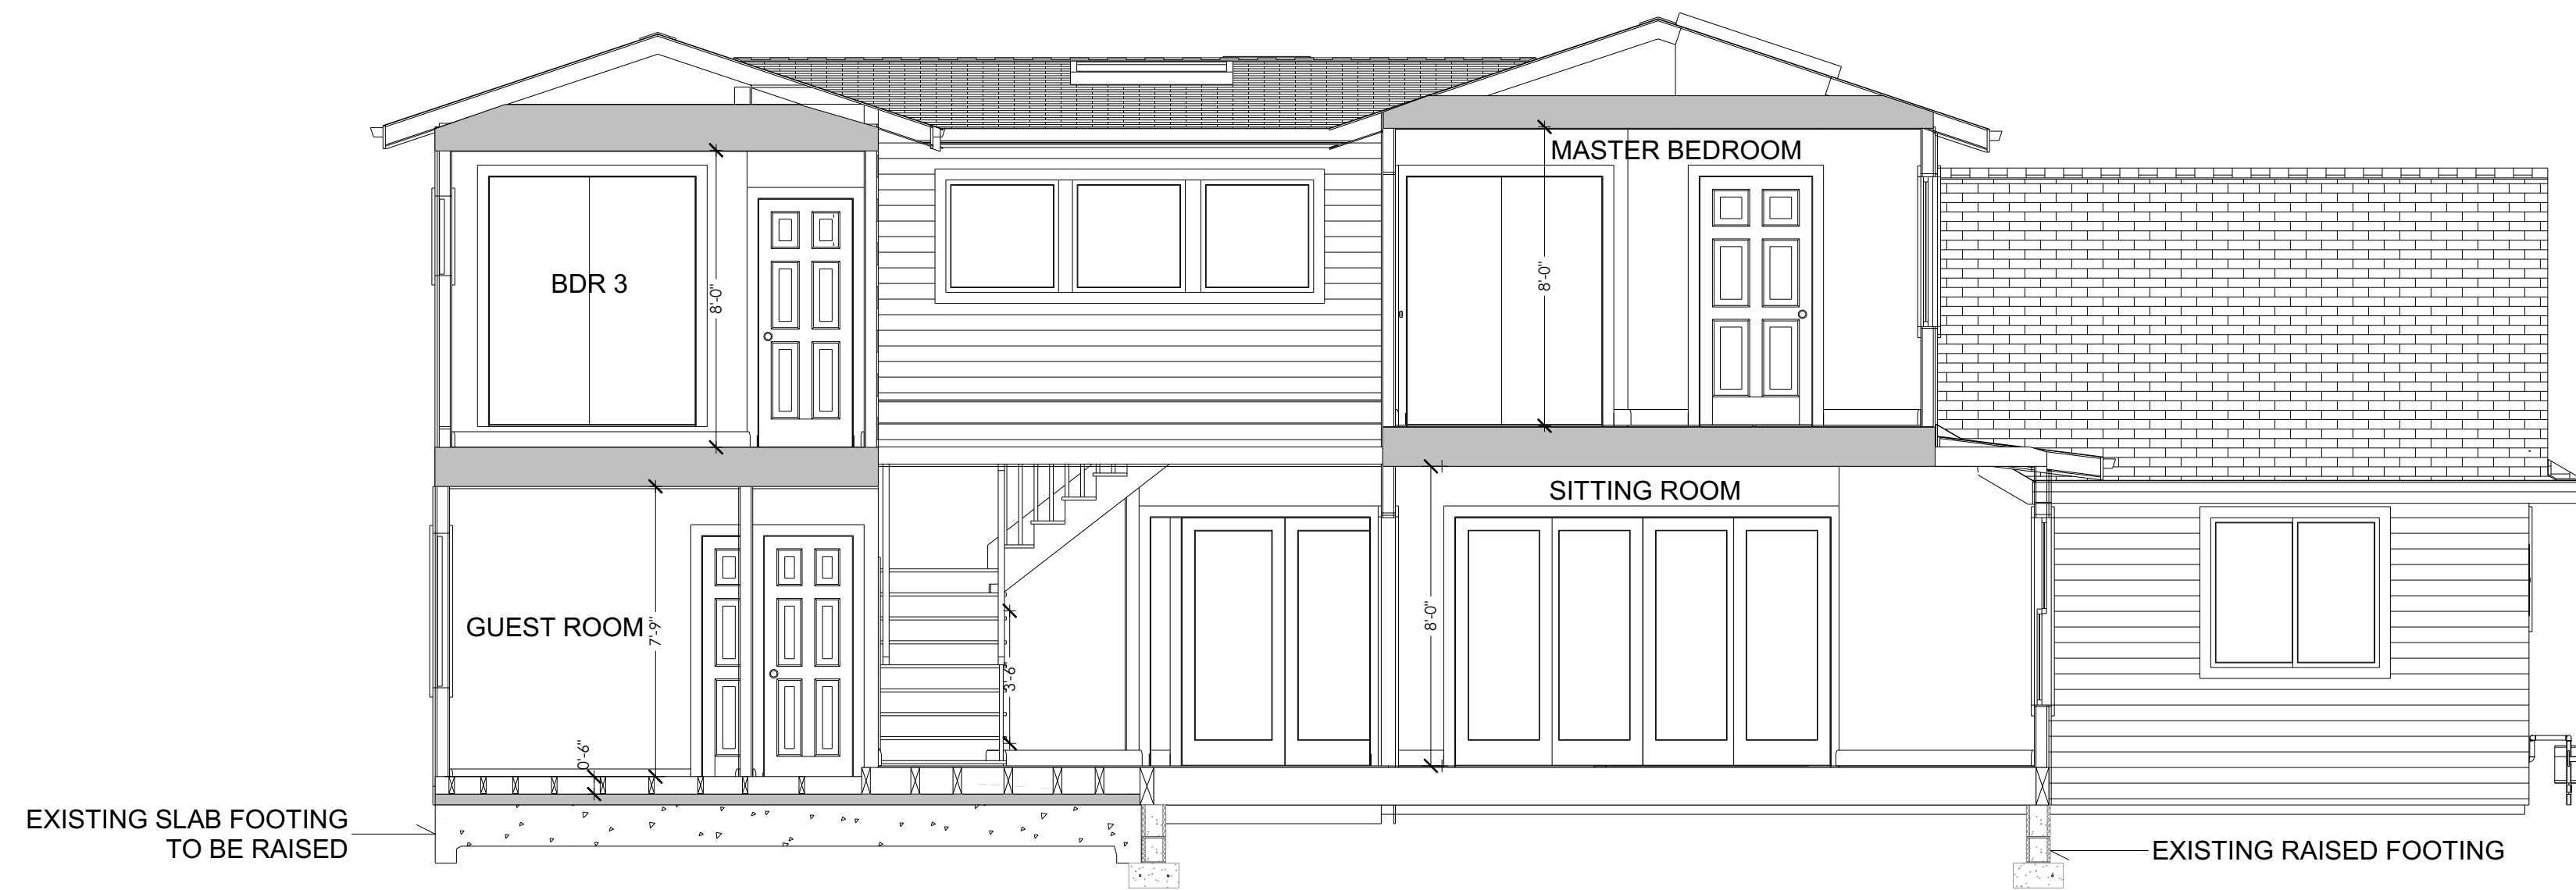 MASTER BEDROOM
BDR 3
8'-0"
8'-0"
SITTING ROOM
GUEST ROOM
7'-9"
8'-0"
3'-6"
0'-6"
EXISTING SLAB FOOTING
TO BE RAISED
EXISTING RAISED FOOTING